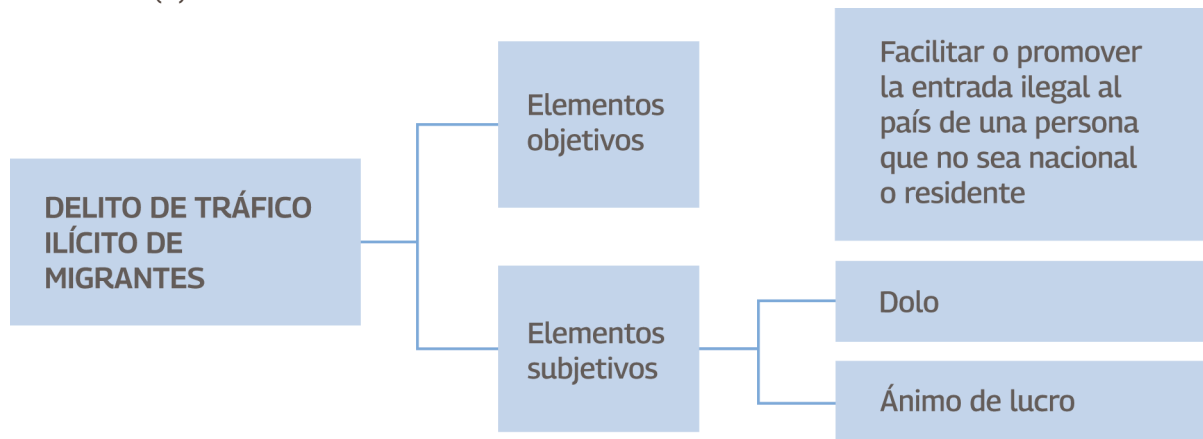 DELITO DE TRÁFICO
ILÍCITO DE
MIGRANTES
Elementos
objetivos
Facilitar o promover
la entrada ilegal al
país de una persona
que no sea nacional
o residente
Elementos
subjetivos
Dolo
Ánimo de lucro